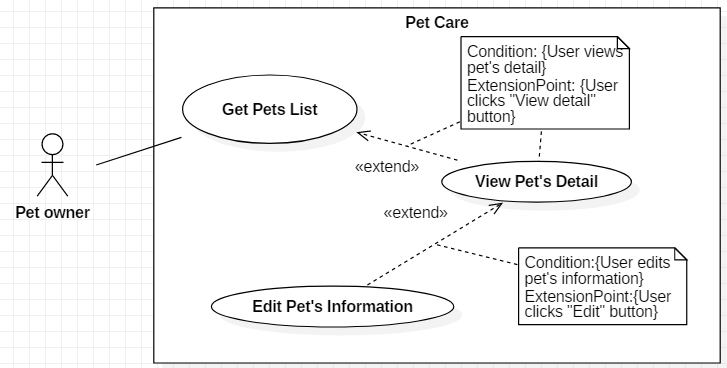 Pet Care
Condition: {User views
pet's detail}
ExtensionPoint: {User
clicks "View detail"
button}
Get Pets List
«extend»
View Pet's Detail
Pet owner
«extend»
Condition:{User edits
pet's information}
ExtensionPoint:{User
clicks "Edit" button}
Edit Pet's Information